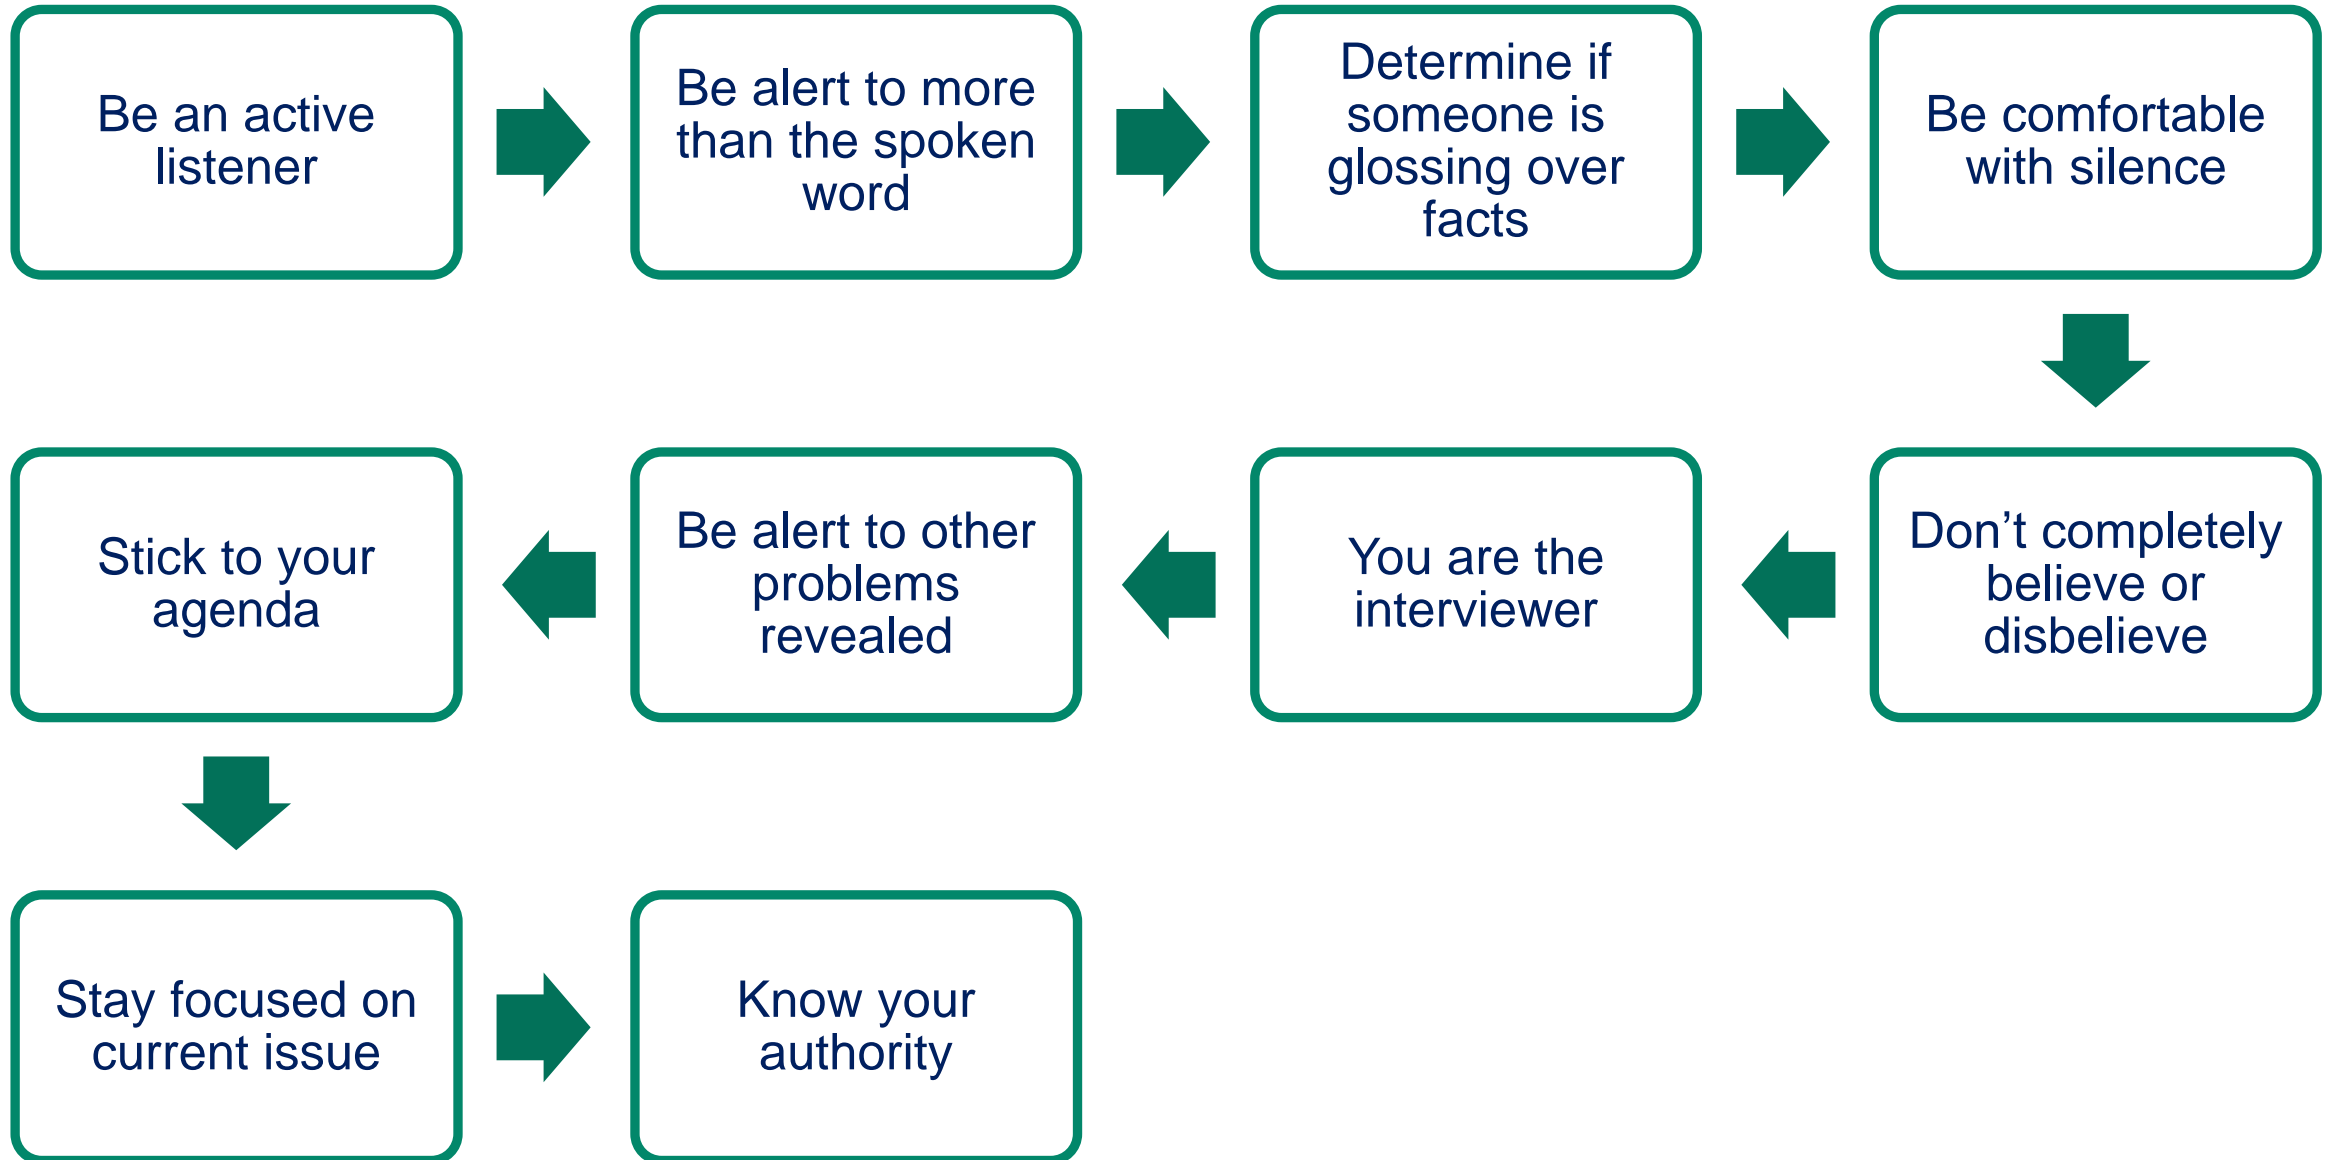 Be an active
listener
Be alert to more
than the spoken
word
Determine if
someone is
glossing over
facts
Be comfortable
with silence
Don’t completely
believe or
disbelieve
You are the
interviewer
Be alert to other
problems
revealed
Stick to your
agenda
Stay focused on
current issue
Know your
authority